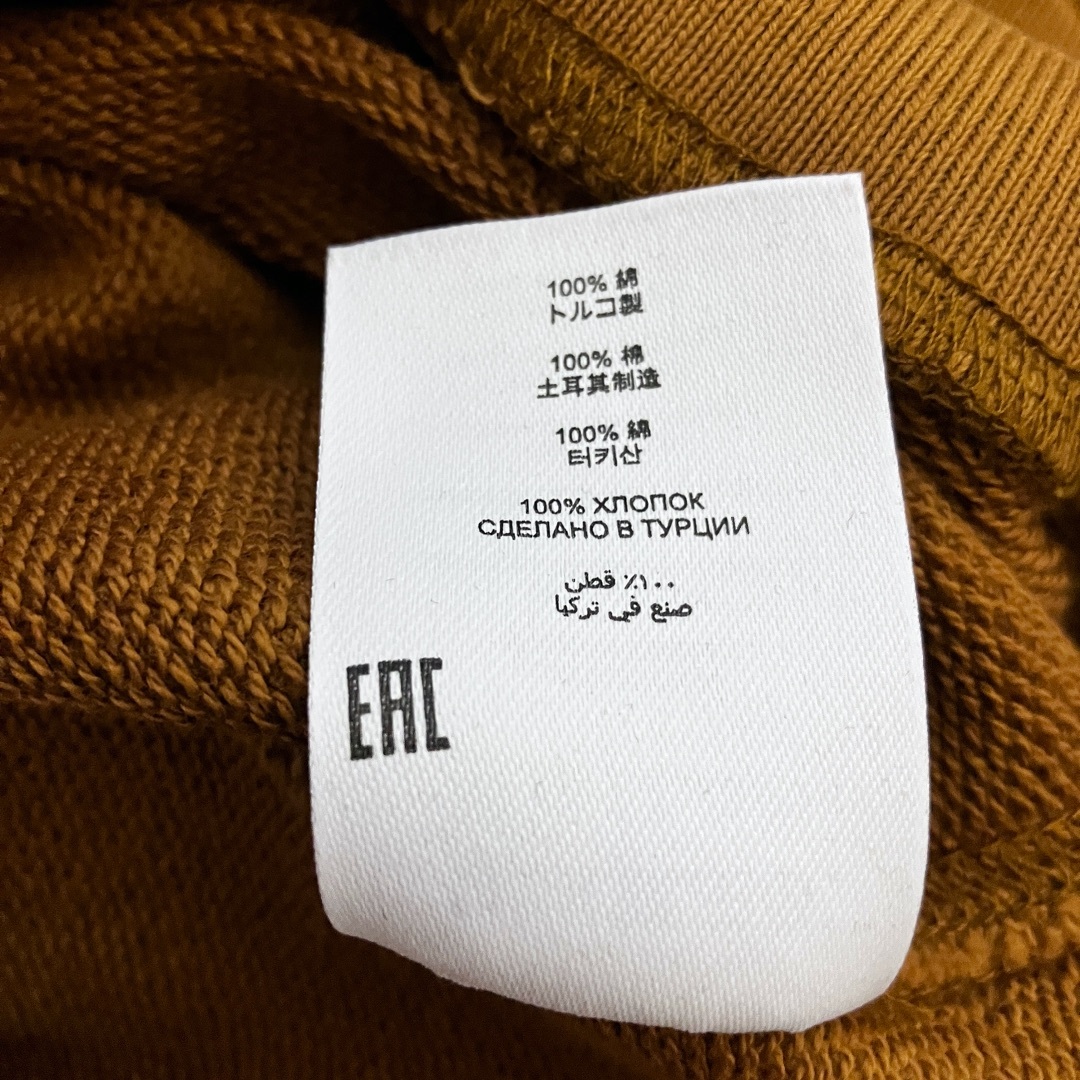 100% 綿
トルコ製
100% 棉
土耳其制造
100% 綿
터키산
100% ХЛОПОК
СДЕЛАНО В ТУРЦИИ
١٠٠٪ قطن
صنع في تركيا
EAC